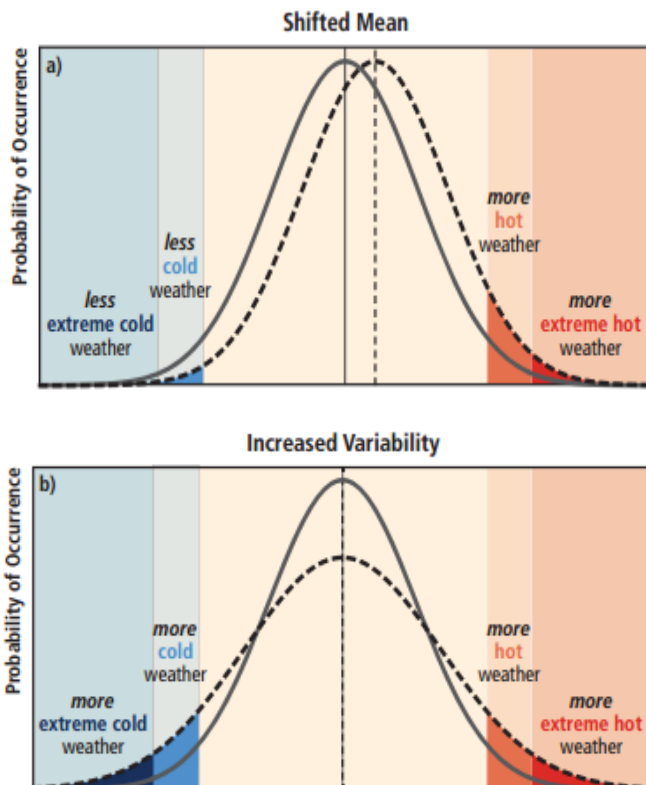 Shifted Mean
a)
Probability of Occurrence
less
extreme cold
weather
less
cold
weather
more
hot
weather
more
extreme hot
weather
Increased Variability
b)
Probability of Occurrence
more
extreme cold
weather
more
cold
weather
more
hot
weather
more
extreme hot
weather